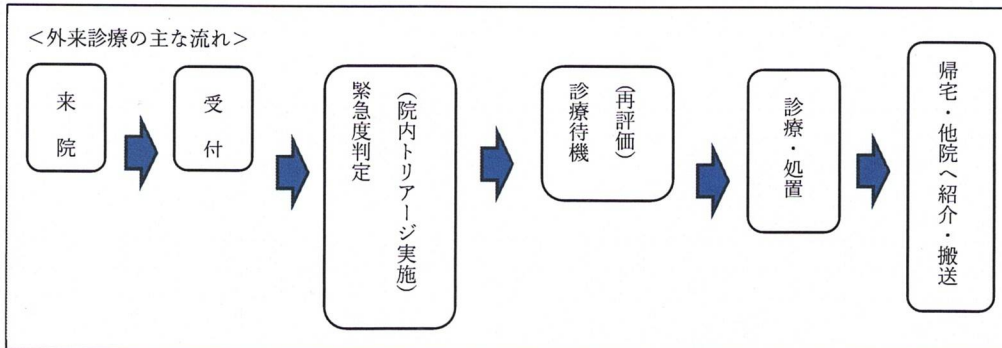 <外来診療の主な流れ>
来院
受付
(院内トリアージ実施)
緊急度判定
(再評価)
診療待機
診療・処置
帰宅・他院へ紹介・搬送